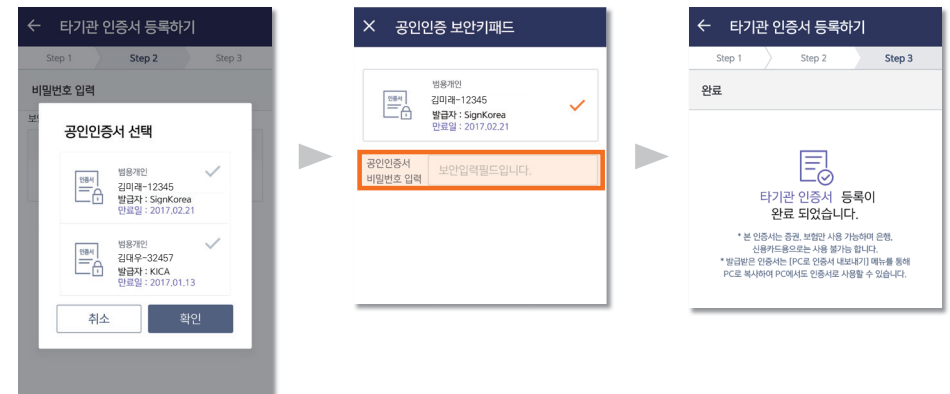 타기관 인증서 등록하기
Step 1
Step 2
Step 3
비밀번호 입력
보안
공인인증서 선택
인증서
범용개인
김미래-12345
발급자 : SignKorea
만료일 : 2017.02.21
인증서
범용개인
김대우-32457
발급자 : KICA
만료일 : 2017.01.13
취소
확인
공인인증 보안키패드
인증서
범용개인
김미래-12345
발급자 : SignKorea
만료일 : 2017.02.21
공인인증서
비밀번호 입력
보안입력필드입니다.
타기관 인증서 등록하기
Step 1
Step 2
Step 3
완료
타기관 인증서 등록이
완료 되었습니다.
* 본 인증서는 증권, 보험만 사용 가능하며 은행,
신용카드용으로는 사용 불가능 합니다.
* 발급받은 인증서는 [PC로 인증서 내보내기] 메뉴를 통해
PC로 복사하여 PC에서도 인증서로 사용할 수 있습니다.